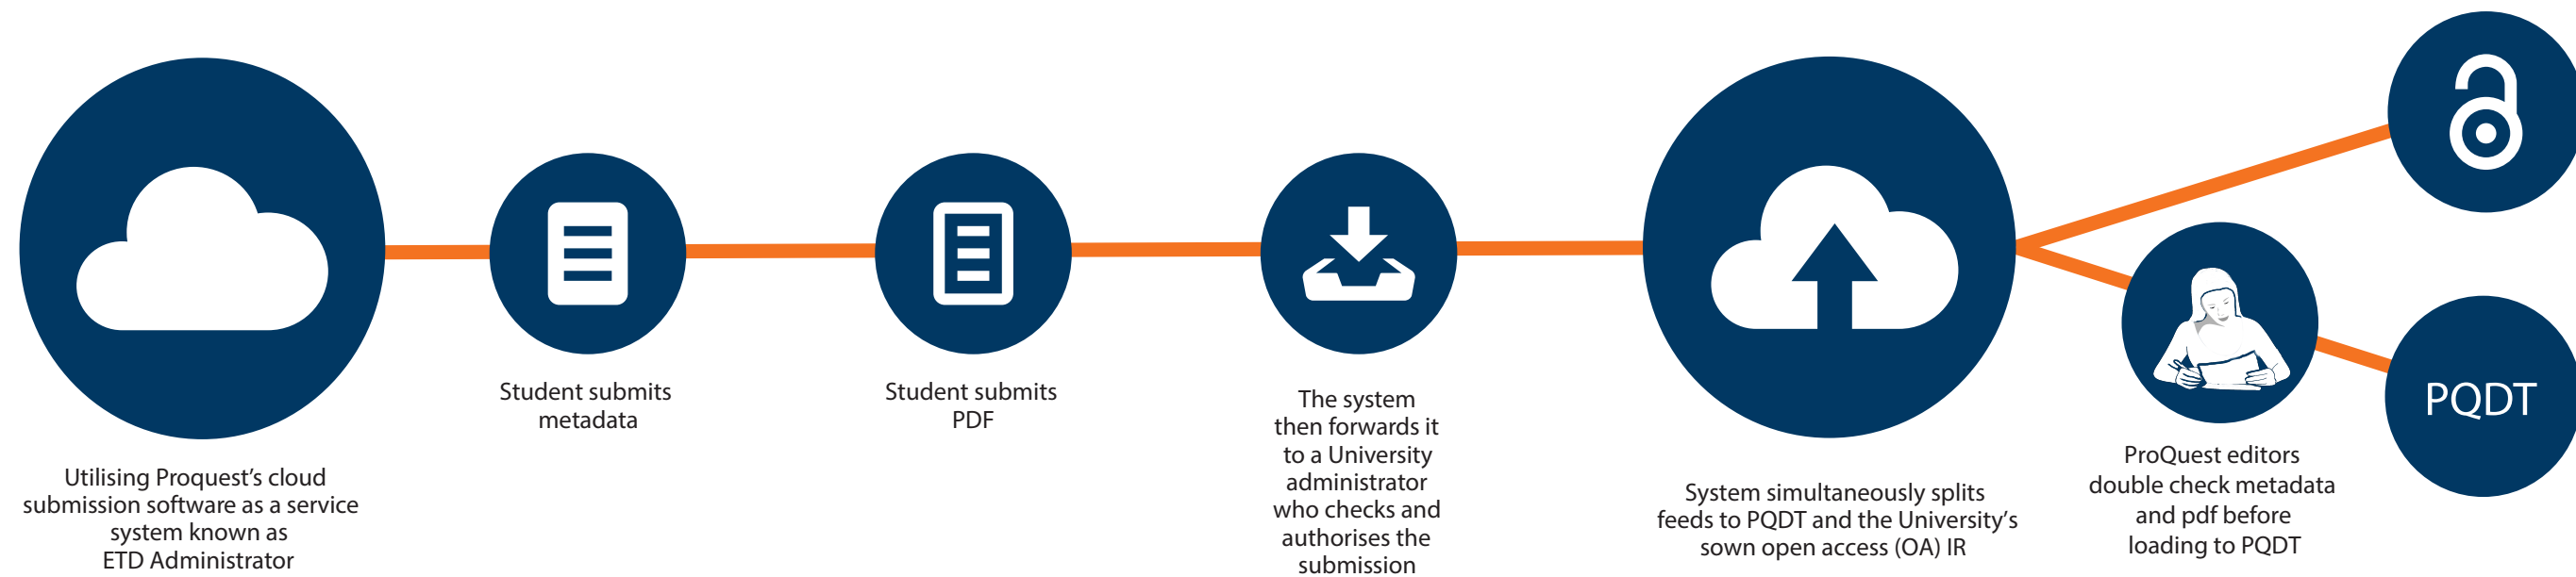 Utilising Proquest’s cloud
submission software as a service
system known as
ETD Administrator
Student submits
metadata
Student submits
PDF
The system
then forwards it
to a University
administrator
who checks and
authorises the
submission
System simultaneously splits
feeds to PQDT and the University’s
sown open access (OA) IR
ProQuest editors
double check metadata
and pdf before
loading to PQDT
PQDT